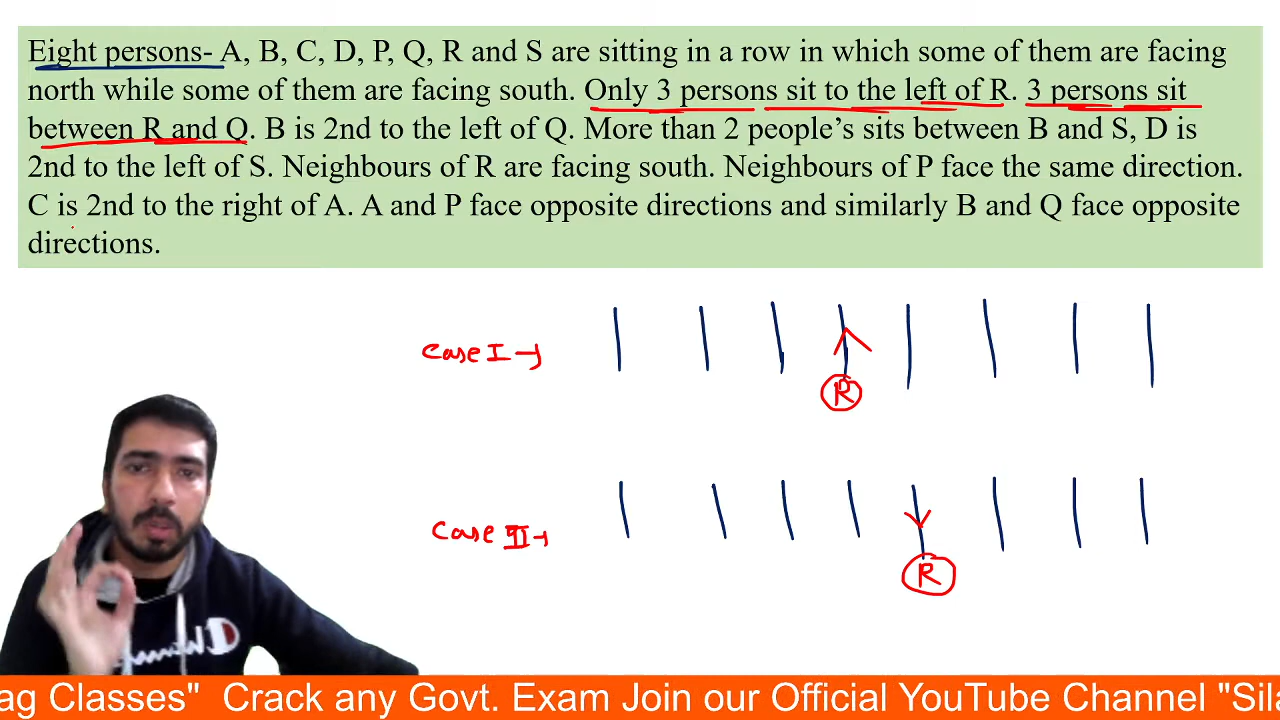 Eight persons- A, B, C, D, P, Q, R and S are sitting in a row in which some of them are facing
north while some of them are facing south. Only 3 persons sit to the left of R. 3 persons sit
between R and Q. B is 2nd to the left of Q. More than 2 people’s sits between B and S, D is
2nd to the left of S. Neighbours of R are facing south. Neighbours of P face the same direction.
C is 2nd to the right of A. A and P face opposite directions and similarly B and Q face opposite
directions.
Case I →
R
Case II →
R
ag Classes" Crack any Govt. Exam Join our Official YouTube Channel "Sila